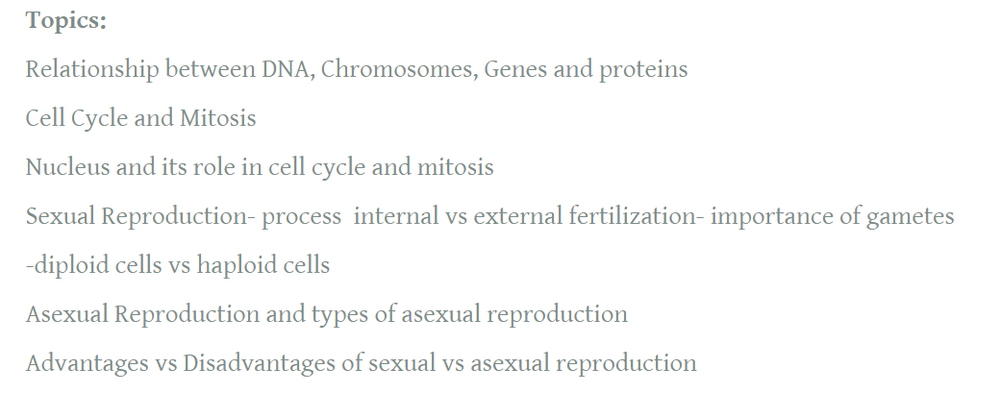 Topics:
Relationship between DNA, Chromosomes, Genes and proteins
Cell Cycle and Mitosis
Nucleus and its role in cell cycle and mitosis
Sexual Reproduction- process  internal vs external fertilization- importance of gametes
-diploid cells vs haploid cells
Asexual Reproduction and types of asexual reproduction
Advantages vs Disadvantages of sexual vs asexual reproduction